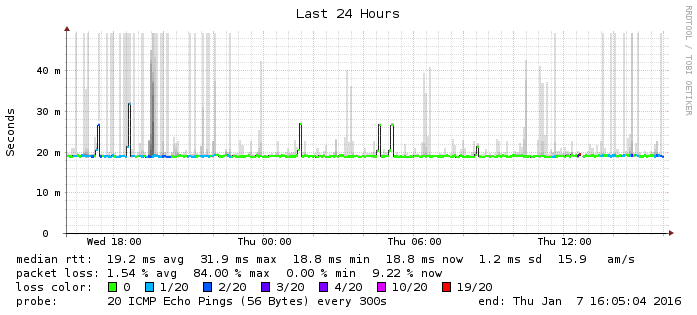 Last 24 Hours
RRDTOOL / TOBI OETIKER
Seconds
40 m
30 m
20 m
10 m
0
Wed 18:00 Thu 00:00 Thu 06:00 Thu 12:00
median rtt: 19.2 ms avg 31.9 ms max 18.8 ms min 18.8 ms now 1.2 ms sd 15.9 am/s
packet loss: 1.54 % avg 84.00 % max 0.00 % min 9.22 % now
loss color: 0 1/20 2/20 3/20 4/20 10/20 19/20
probe: 20 ICMP Echo Pings (56 Bytes) every 300s end: Thu Jan 7 16:05:04 2016